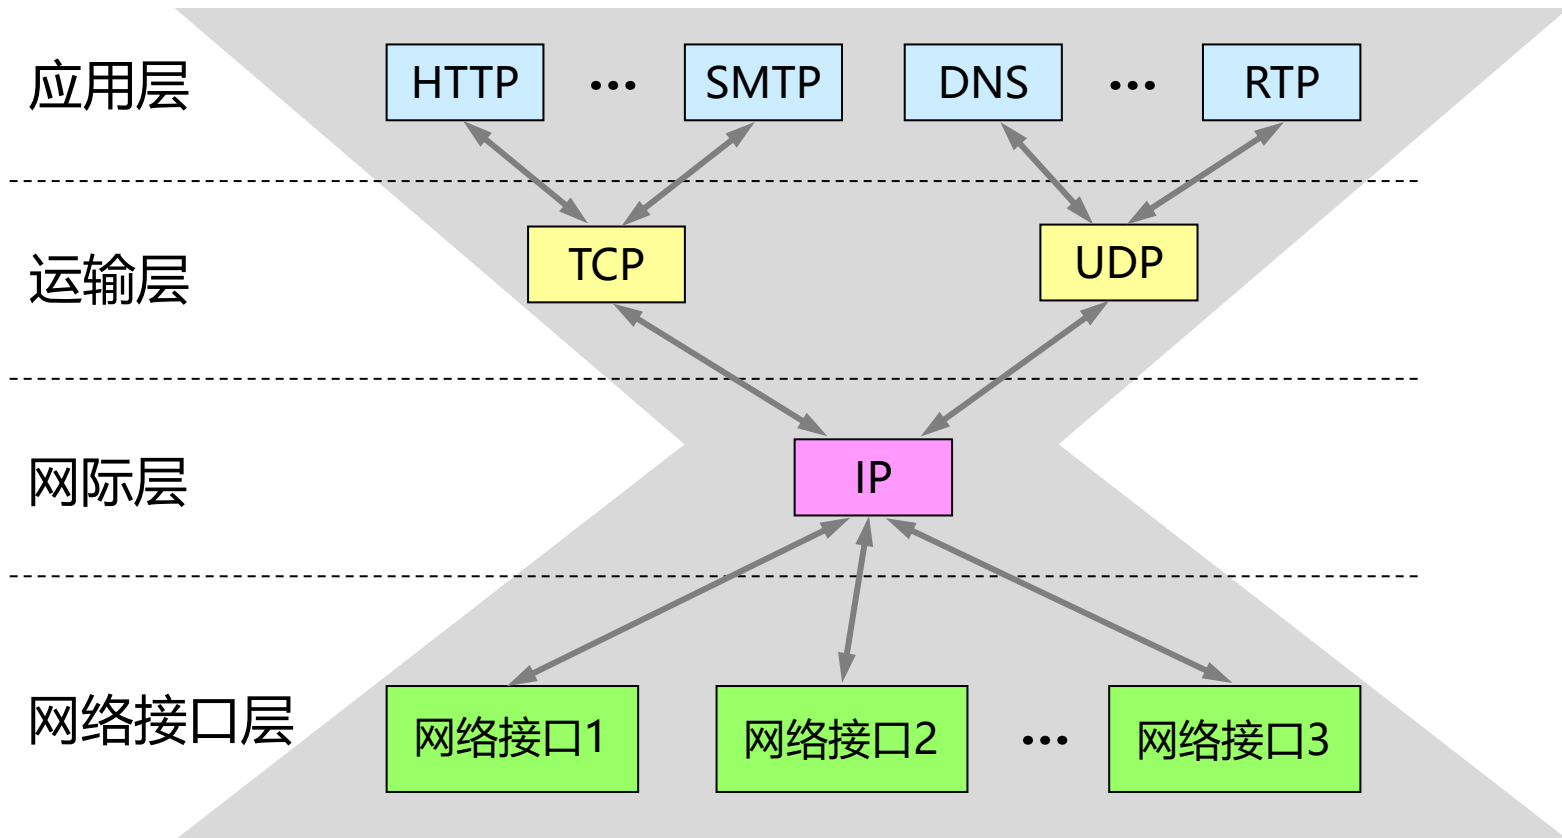 应用层
HTTP ••• SMTP DNS ••• RTP
运输层
TCP UDP
网际层
IP
网络接口层
网络接口1 网络接口2 ••• 网络接口3